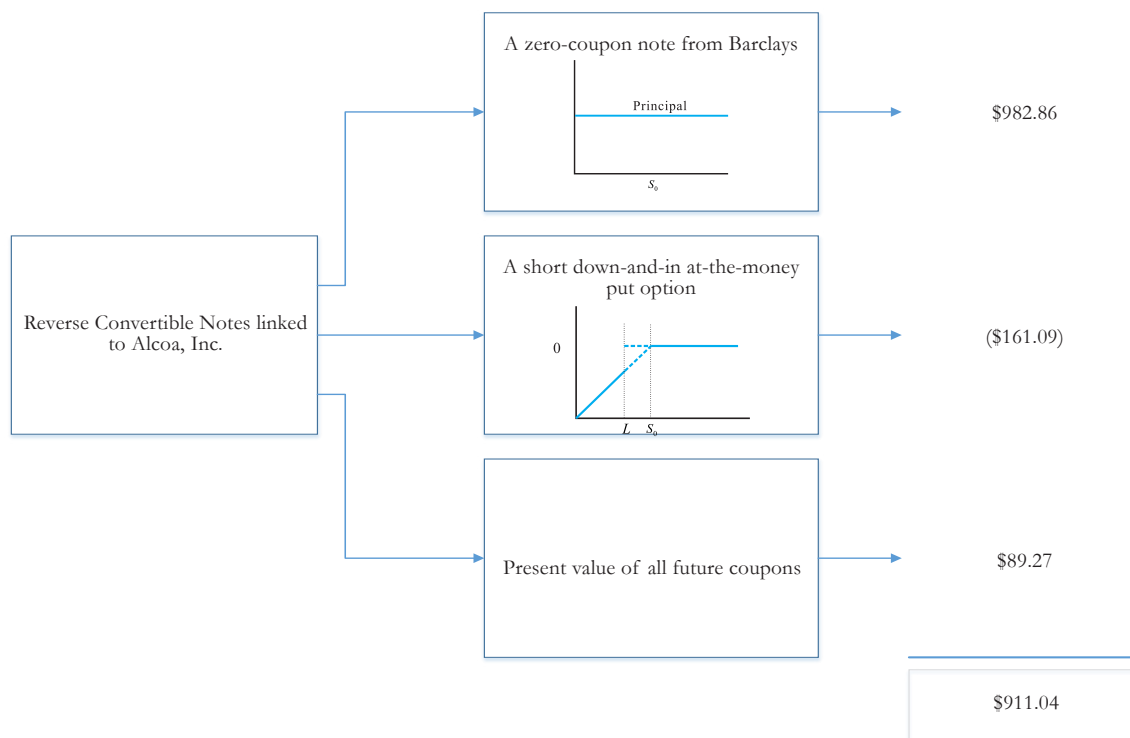 A zero-coupon note from Barclays
Principal
S₀
$982.86
Reverse Convertible Notes linked
to Alcoa, Inc.
A short down-and-in at-the-money
put option
0
L S₀
($161.09)
Present value of all future coupons
$89.27
$911.04